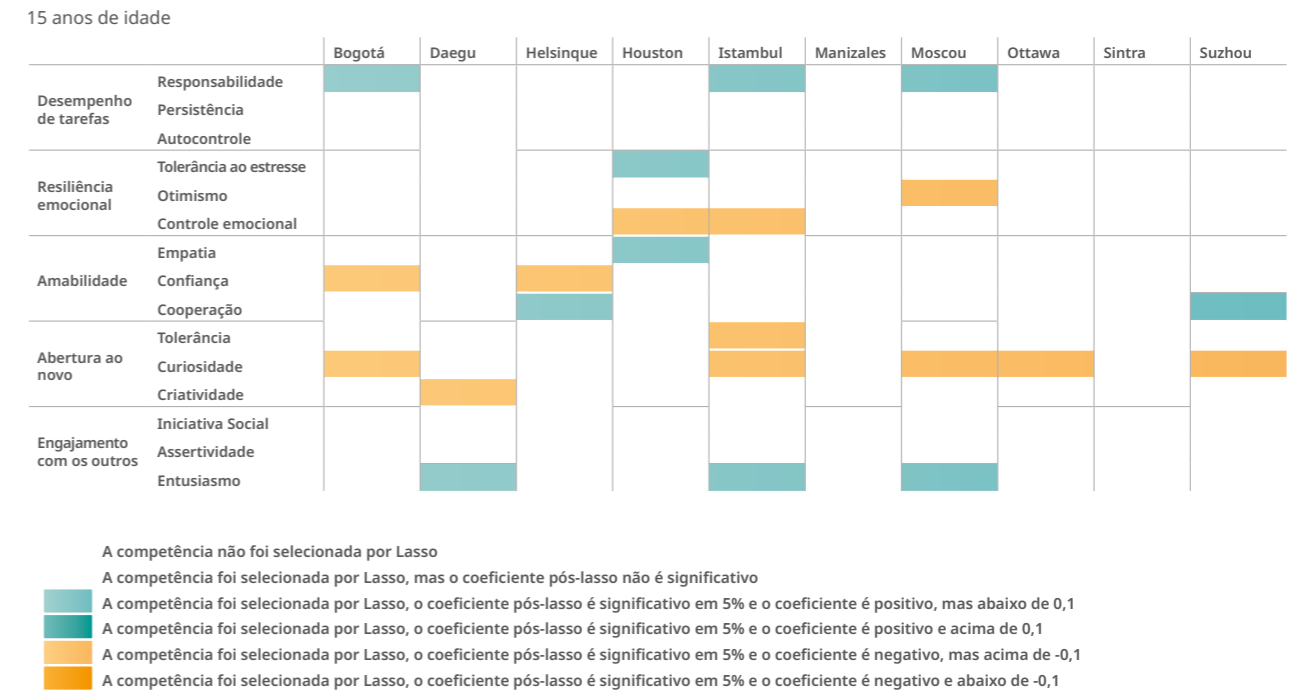 15 anos de idade
Bogotá Daegu Helsinque Houston Istambul Manizales Moscou Ottawa Sintra Suzhou
Desempenho
de tarefas
Responsabilidade
Persistência
Autocontrole
Resiliência
emocional
Tolerância ao estresse
Otimismo
Controle emocional
Amabilidade
Empatia
Confiança
Cooperação
Abertura ao
novo
Tolerância
Curiosidade
Criatividade
Engajamento
com os outros
Iniciativa Social
Assertividade
Entusiasmo
A competência não foi selecionada por Lasso
A competência foi selecionada por Lasso, mas o coeficiente pós-lasso não é significativo
A competência foi selecionada por Lasso, o coeficiente pós-lasso é significativo em 5% e o coeficiente é positivo, mas abaixo de 0,1
A competência foi selecionada por Lasso, o coeficiente pós-lasso é significativo em 5% e o coeficiente é positivo e acima de 0,1
A competência foi selecionada por Lasso, o coeficiente pós-lasso é significativo em 5% e o coeficiente é negativo, mas acima de -0,1
A competência foi selecionada por Lasso, o coeficiente pós-lasso é significativo em 5% e o coeficiente é negativo e abaixo de -0,1